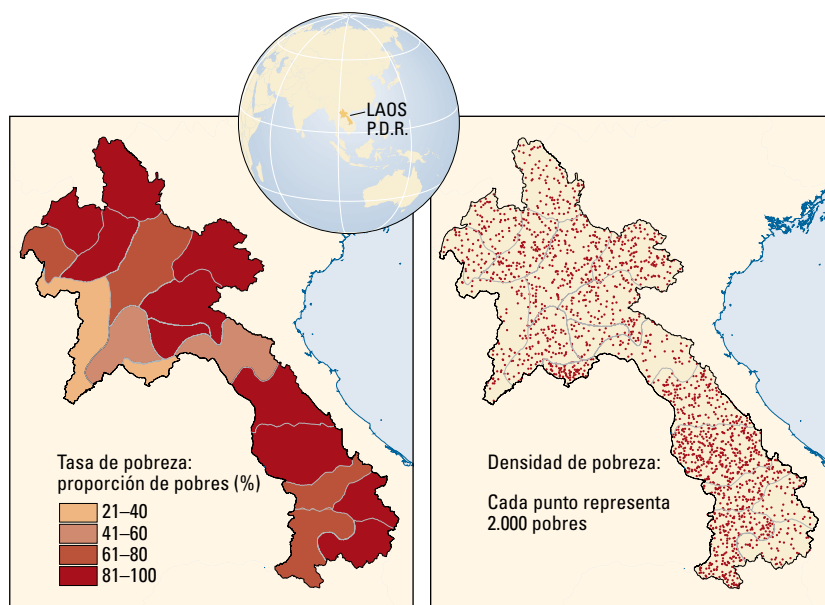 LAOS
P.D.R.
Tasa de pobreza:
proporción de pobres (%)
21–40
41–60
61–80
81–100
Densidad de pobreza:
Cada punto representa
2.000 pobres